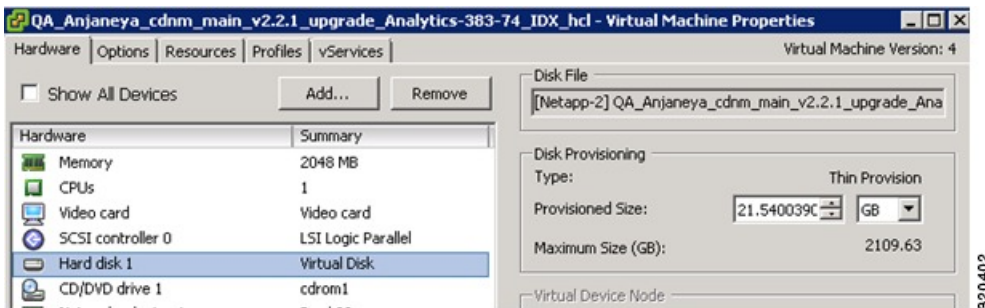 QA_Anjaneya_cdnm_main_v2.2.1_upgrade_Analytics-383-74_IDX_hcl - Virtual Machine Properties
Hardware Options Resources Profiles vServices
Virtual Machine Version: 4
Show All Devices
Add...
Remove
Hardware Summary
Memory 2048 MB
CPUs 1
Video card Video card
SCSI controller 0 LSI Logic Parallel
Hard disk 1 Virtual Disk
CD/DVD drive 1 cdrom1
Disk File
[Netapp-2] QA_Anjaneya_cdnm_main_v2.2.1_upgrade_Ana
Disk Provisioning
Type: Thin Provision
Provisioned Size: 21.540039 GB
Maximum Size (GB): 2109.63
Virtual Device Node